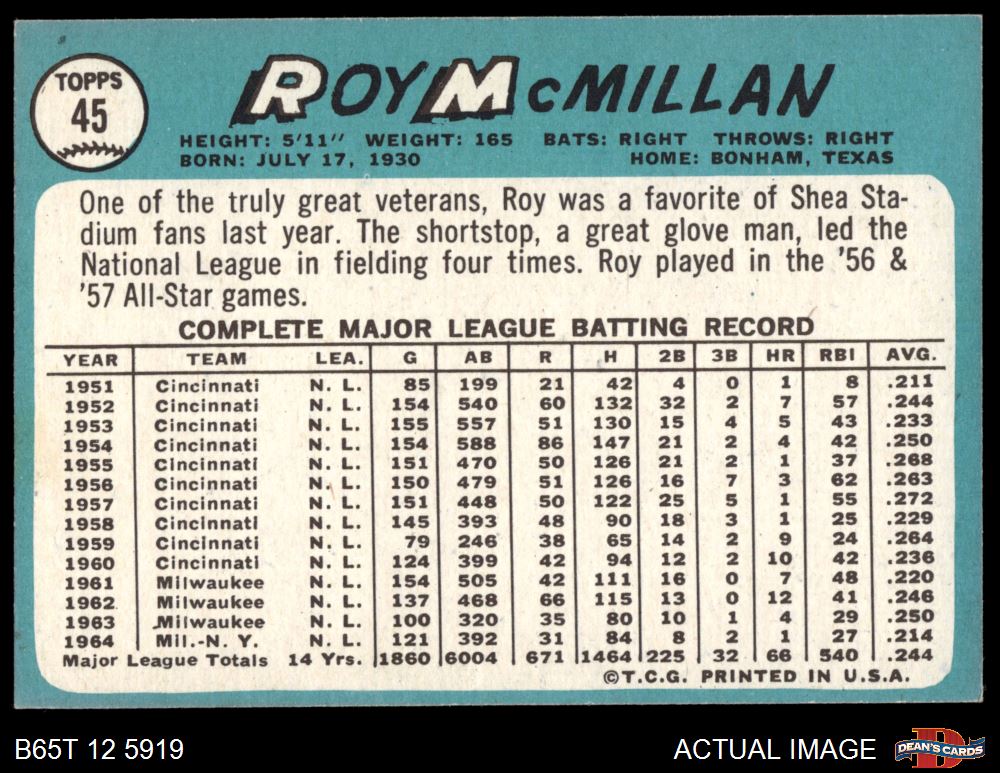 TOPPS
45
ROY McMILLAN
HEIGHT: 5'11" WEIGHT: 165 BATS: RIGHT THROWS: RIGHT
BORN: JULY 17, 1930 HOME: BONHAM, TEXAS
One of the truly great veterans, Roy was a favorite of Shea Sta-
dium fans last year. The shortstop, a great glove man, led the
National League in fielding four times. Roy played in the '56 &
'57 All-Star games.
COMPLETE MAJOR LEAGUE BATTING RECORD
YEAR TEAM LEA. G AB R H 2B 3B HR RBI AVG.
1951 Cincinnati N. L. 85 199 21 42 4 0 1 8 .211
1952 Cincinnati N. L. 154 540 60 132 32 2 7 57 .244
1953 Cincinnati N. L. 155 557 51 130 15 4 5 43 .233
1954 Cincinnati N. L. 154 588 86 147 21 2 4 42 .250
1955 Cincinnati N. L. 151 470 50 126 21 2 1 37 .268
1956 Cincinnati N. L. 150 479 51 126 16 7 3 62 .263
1957 Cincinnati N. L. 151 448 50 122 25 5 1 55 .272
1958 Cincinnati N. L. 145 393 48 90 18 3 1 25 .229
1959 Cincinnati N. L. 79 246 38 65 14 2 9 24 .264
1960 Cincinnati N. L. 124 399 42 94 12 2 10 42 .236
1961 Milwaukee N. L. 154 505 42 111 16 0 7 48 .220
1962 Milwaukee N. L. 137 468 66 115 13 0 12 41 .246
1963 Milwaukee N. L. 100 320 35 80 10 1 4 29 .250
1964 Mil.-N. Y. N. L. 121 392 31 84 8 2 1 27 .214
Major League Totals 14 Yrs. 1860 6004 671 1464 225 32 66 540 .244
©T.C.G. PRINTED IN U.S.A.
B65T 12 5919 ACTUAL IMAGE DEAN'S CARDS